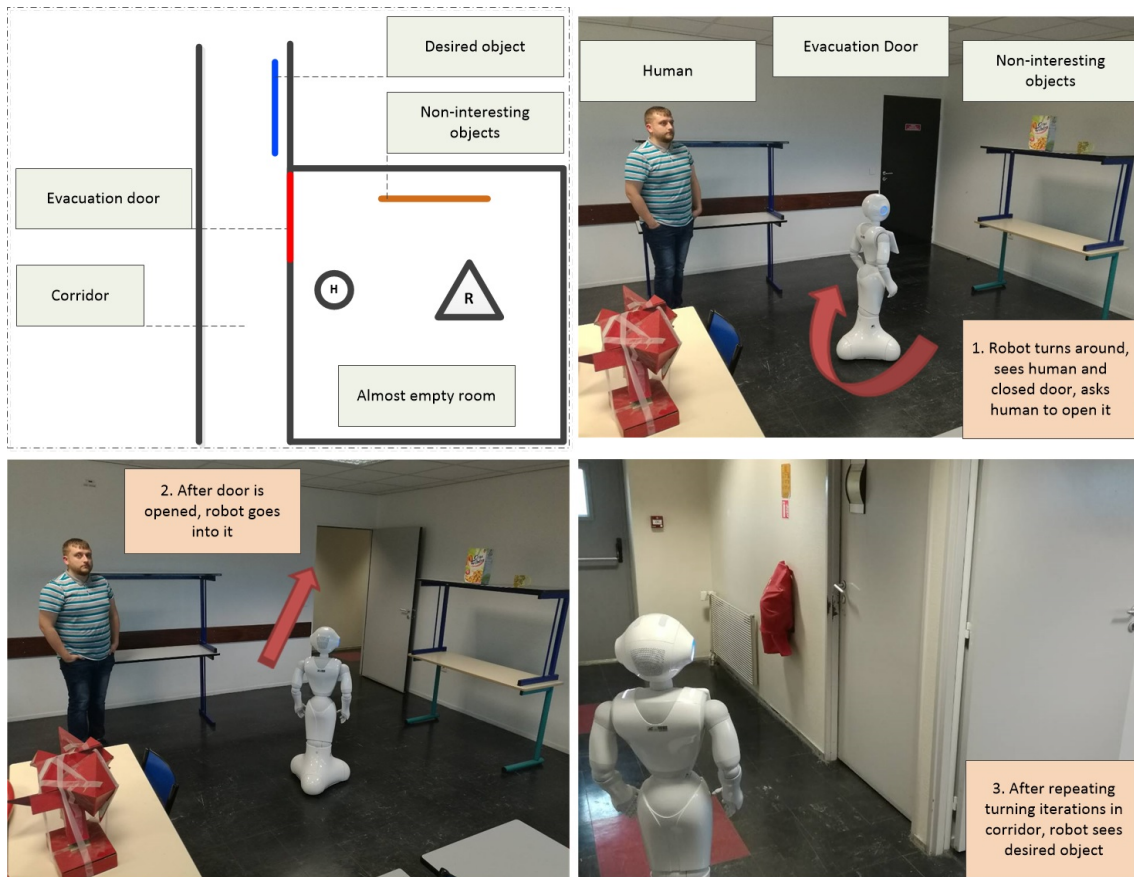 Desired object
Non-interesting
objects
Evacuation door
Corridor
H
R
Almost empty room
Human
Evacuation Door
Non-interesting
objects
1. Robot turns around,
sees human and
closed door, asks
human to open it
2. After door is
opened, robot goes
into it
3. After repeating
turning iterations in
corridor, robot sees
desired object